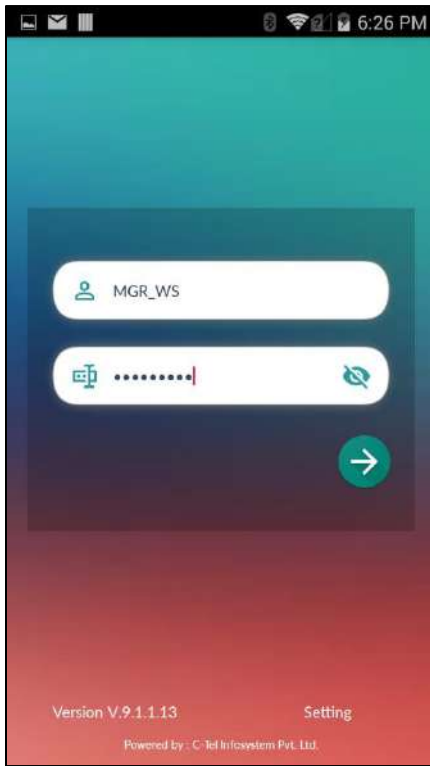 6:26 PM
MGR_WS
•••••••••
Version V.9.1.1.13
Setting
Powered by : C-Tel Infosystem Pvt. Ltd.